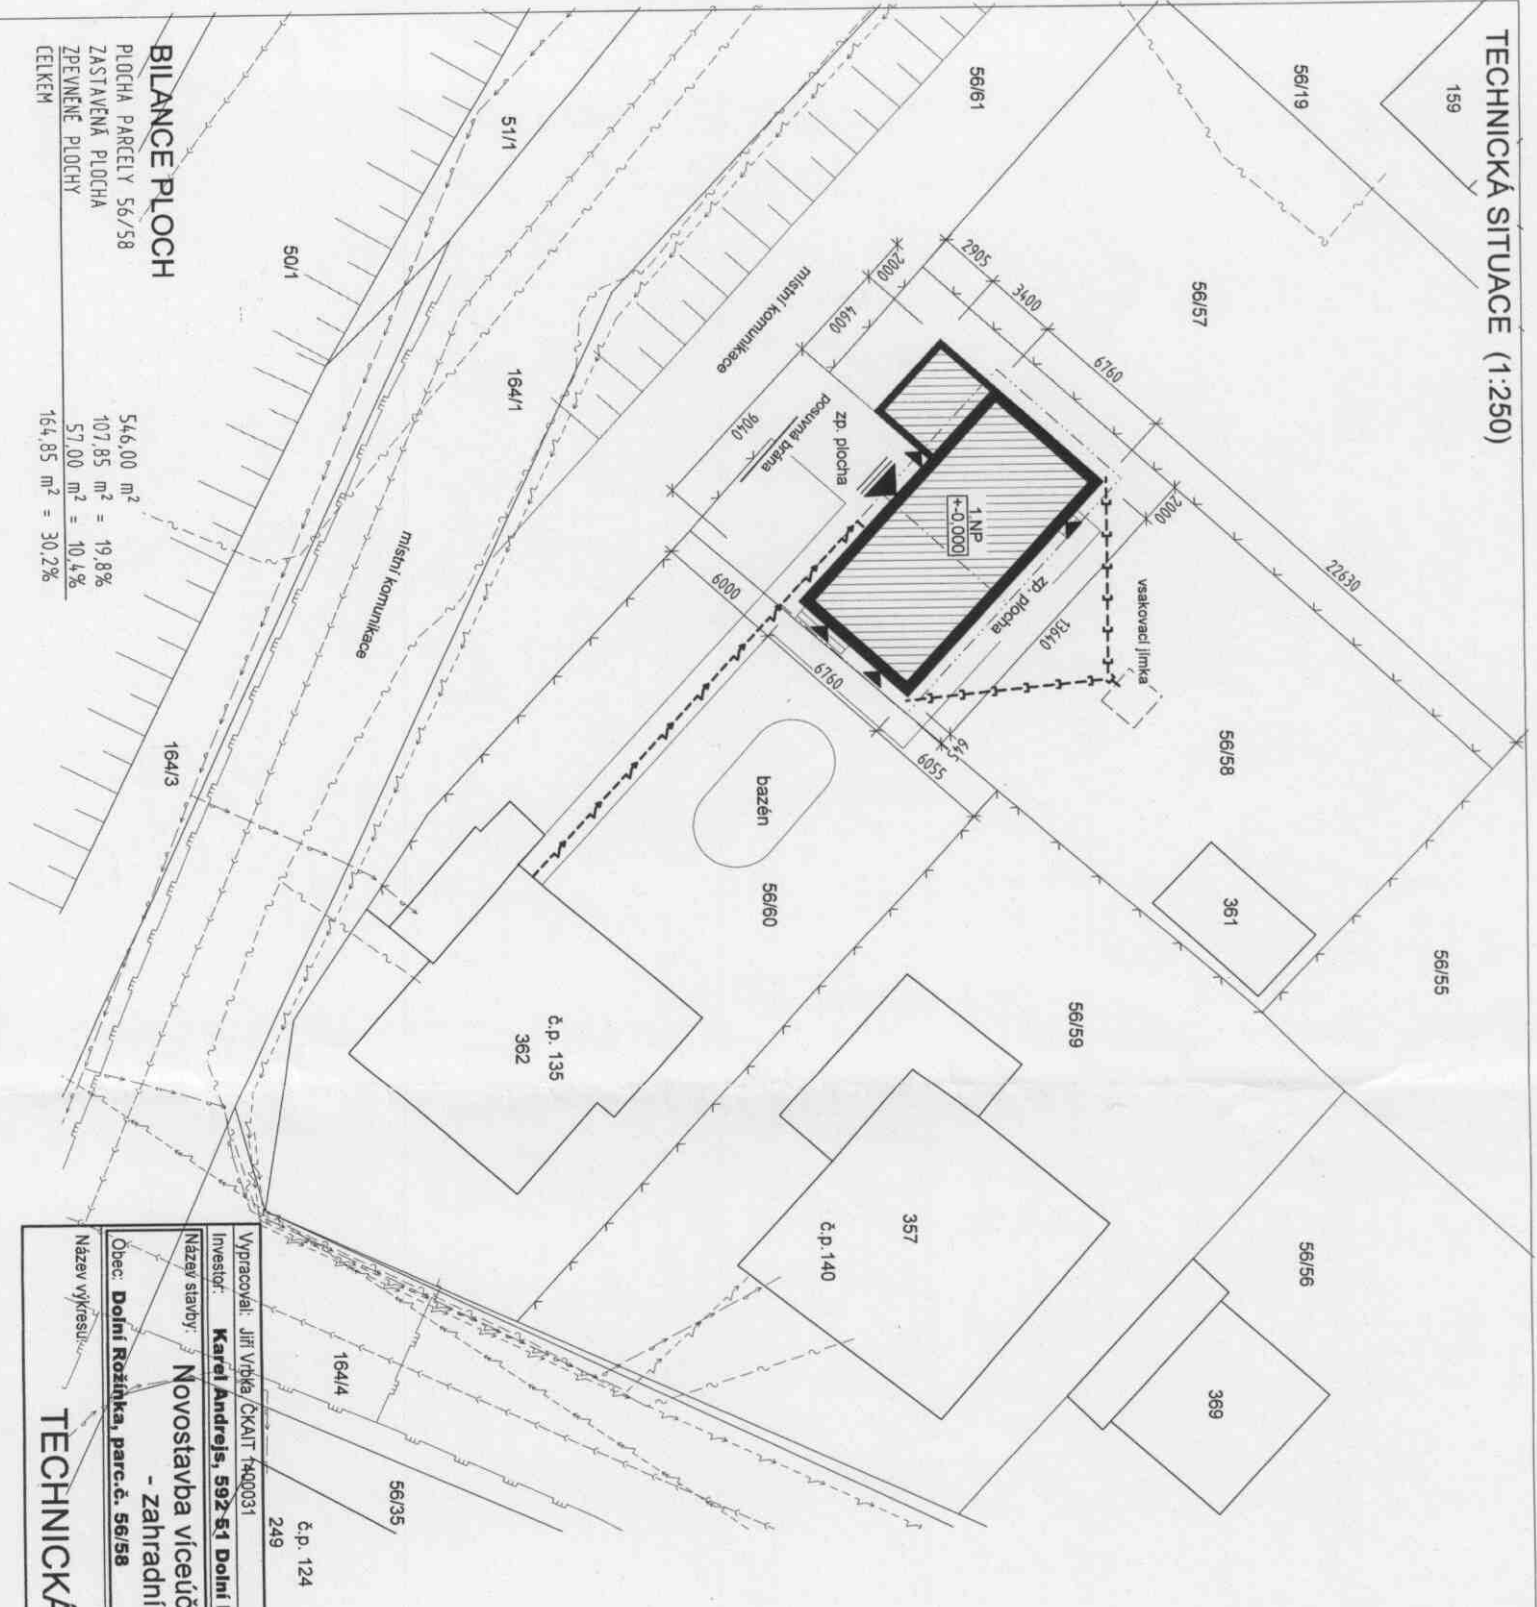 TECHNICKÁ SITUACE (1:250)
159
56/19
56/61
56/57
51/1
50/1
164/1
místní komunikace
2905
3400
6760
2000
4600
9040
posuvná brána
zp. plocha
1.NP
+-0,000
zp. plocha
2000
13640
22630
vsakovací jímka
6000
6760
6055
bazén
56/58
361
56/55
56/60
56/59
místní komunikace
164/3
č.p. 135
362
357
č.p.140
56/56
369
164/4
56/35
č.p. 124
249
BILANCE PLOCH
PLOCHA PARCELY 56/58 546,00 m²
ZASTAVĚNÁ PLOCHA 107,85 m² = 19,8%
ZPEVNĚNÉ PLOCHY 57,00 m² = 10,4%
CELKEM 164,85 m² = 30,2%
Vypracoval: Jiří Vrbka ČKAIT 1400031
Investor: Karel Andrejs, 592 51 Dolní
Název stavby: Novostavba víceúč
- zahradní
Obec: Dolní Rožínka, parc.č. 56/58
Název výkresu:
TECHNICKÁ